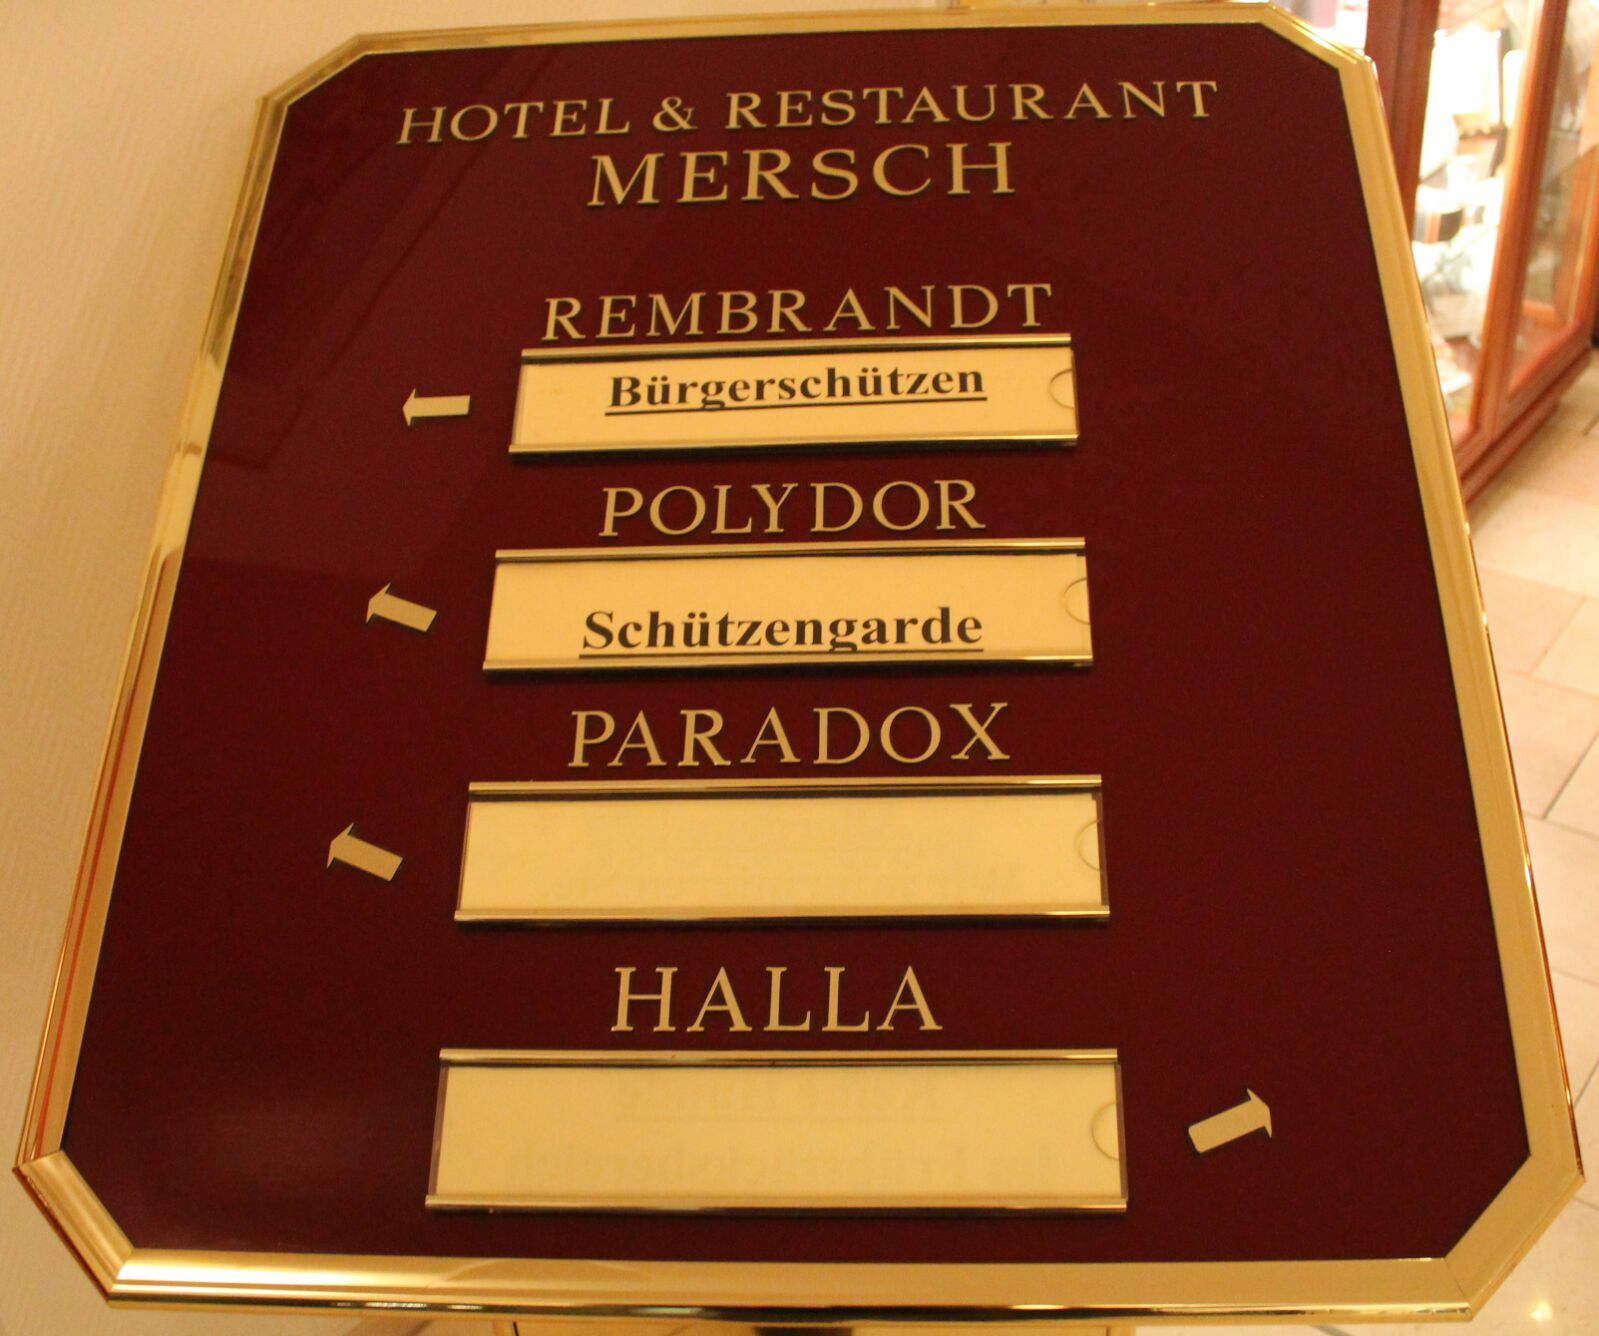 HOTEL & RESTAURANT
MERSCH
REMBRANDT
Bürgerschützen
POLYDOR
Schützengarde
PARADOX
HALLA